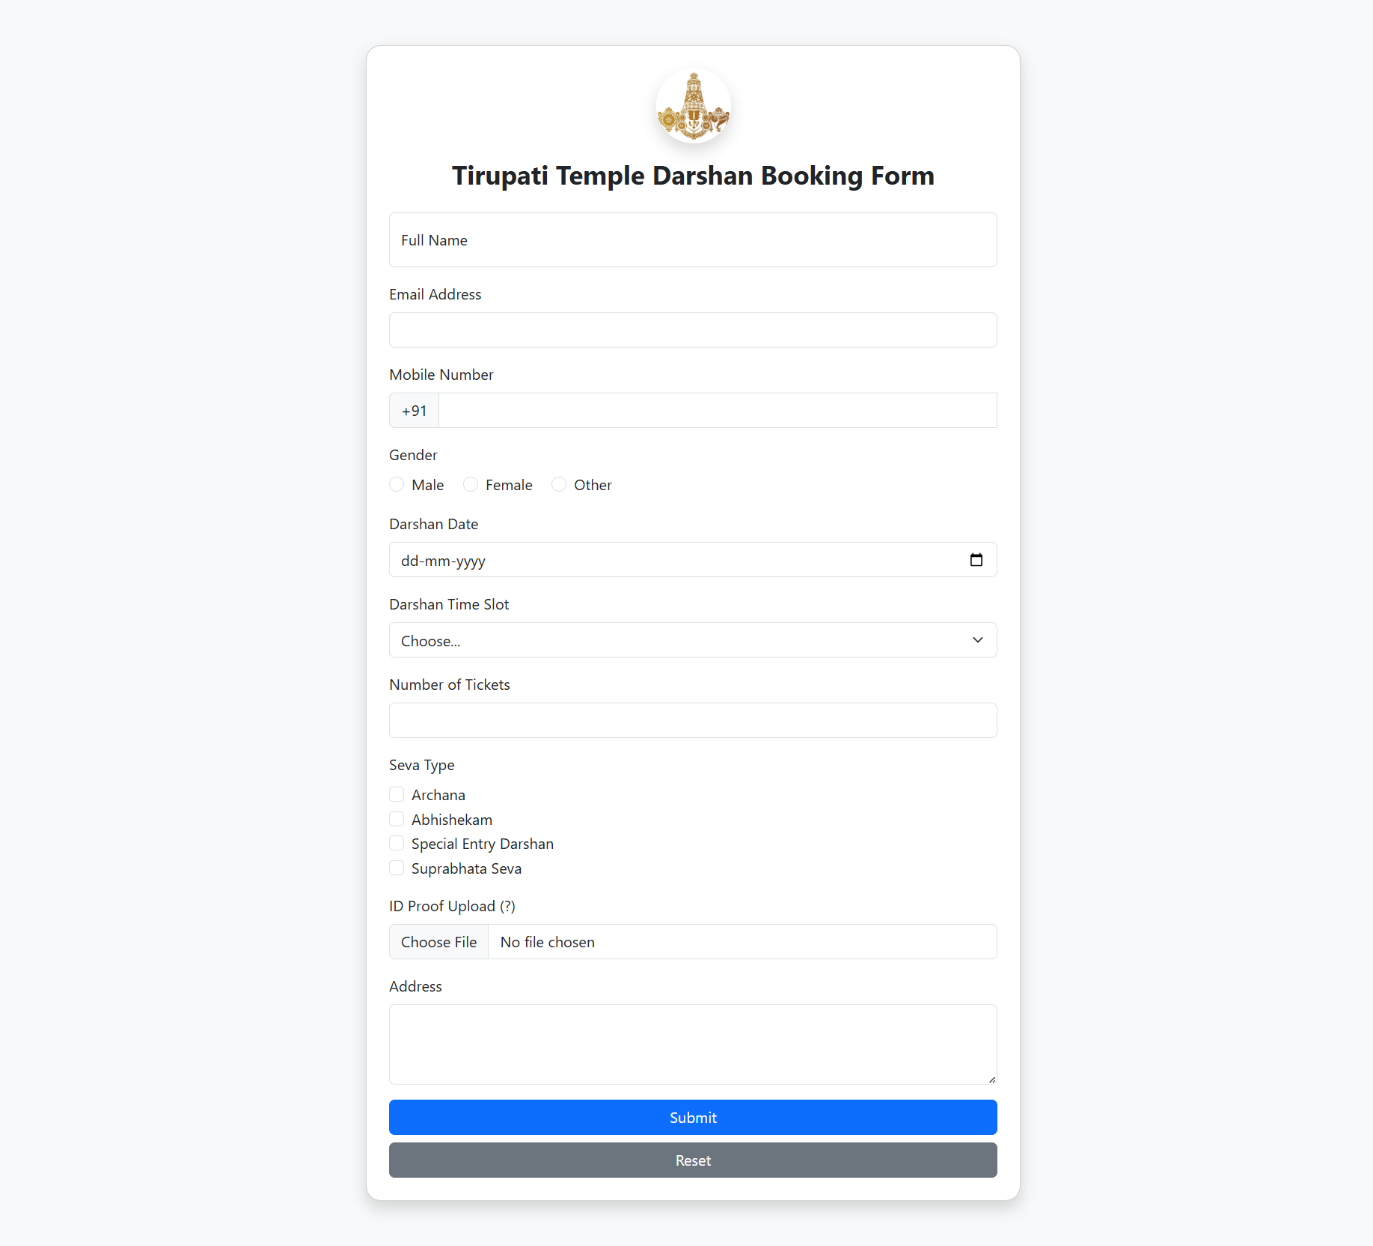 Tirupati Temple Darshan Booking Form
Full Name
Email Address
Mobile Number
+91
Gender
Male Female Other
Darshan Date
dd-mm-yyyy
Darshan Time Slot
Choose...
Number of Tickets
Seva Type
Archana
Abhishekam
Special Entry Darshan
Suprabhata Seva
ID Proof Upload (?)
Choose File No file chosen
Address
Submit
Reset